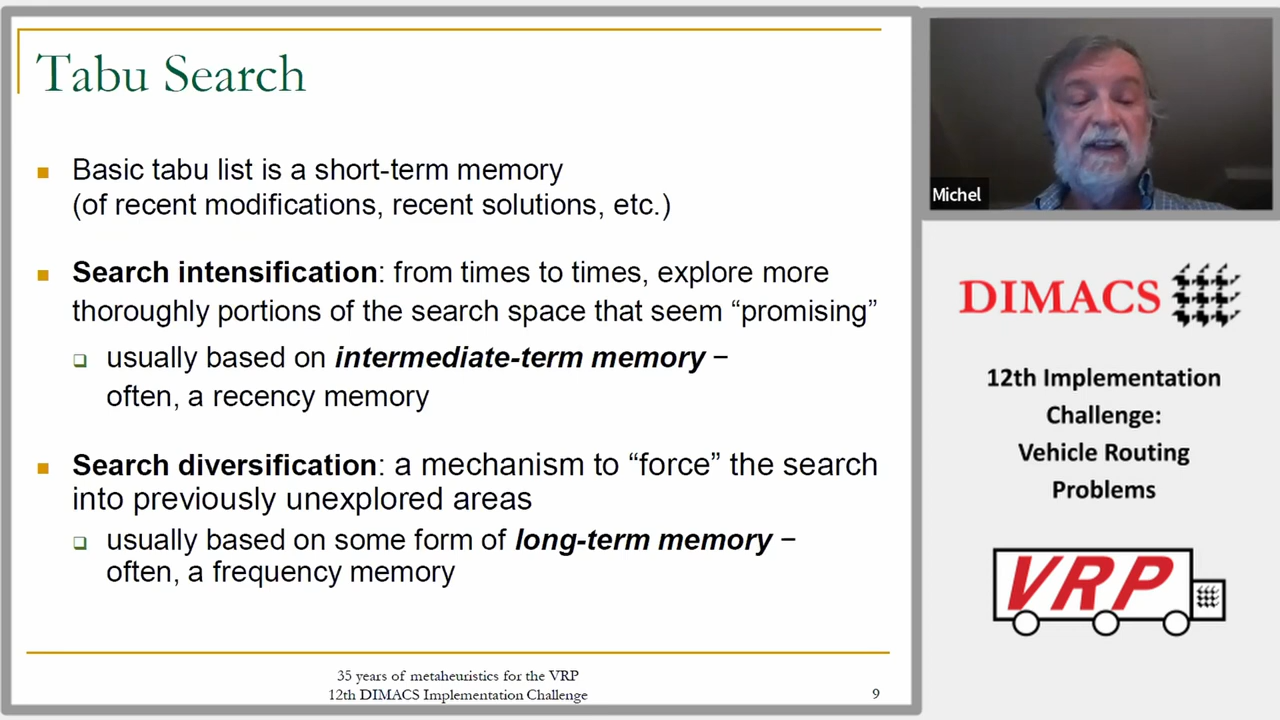 Tabu Search
■ Basic tabu list is a short-term memory
(of recent modifications, recent solutions, etc.)
■ Search intensification: from times to times, explore more
thoroughly portions of the search space that seem “promising”
❑ usually based on intermediate-term memory –
often, a recency memory
■ Search diversification: a mechanism to “force” the search
into previously unexplored areas
❑ usually based on some form of long-term memory –
often, a frequency memory
35 years of metaheuristics for the VRP
12th DIMACS Implementation Challenge
9
Michel
DIMACS
12th Implementation
Challenge:
Vehicle Routing
Problems
VRP